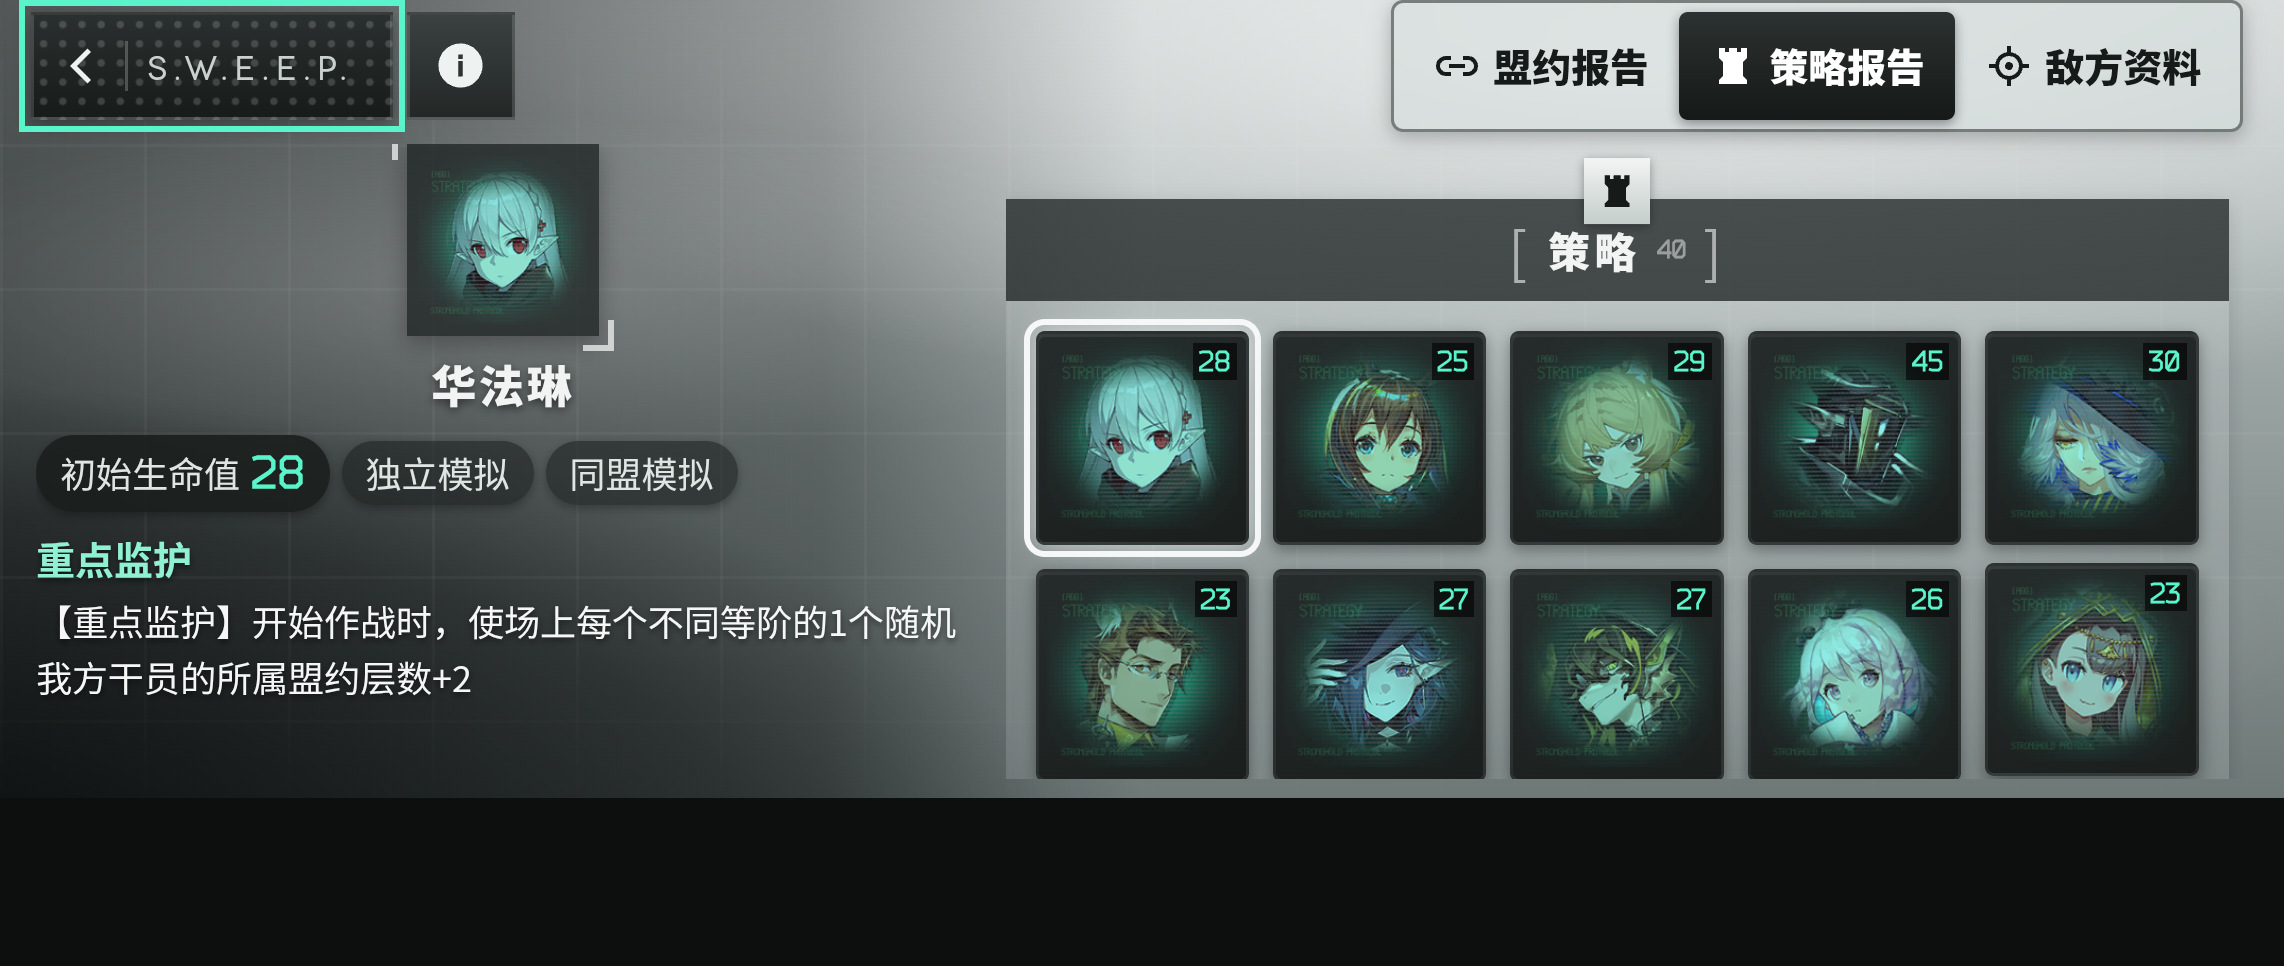 S.W.E.E.P.
盟约报告
策略报告
敌方资料
策略 40
华法琳
初始生命值 28
独立模拟
同盟模拟
重点监护
【重点监护】开始作战时，使场上每个不同等阶的1个随机
我方干员的所属盟约层数+2
28
25
29
45
30
23
27
27
26
23